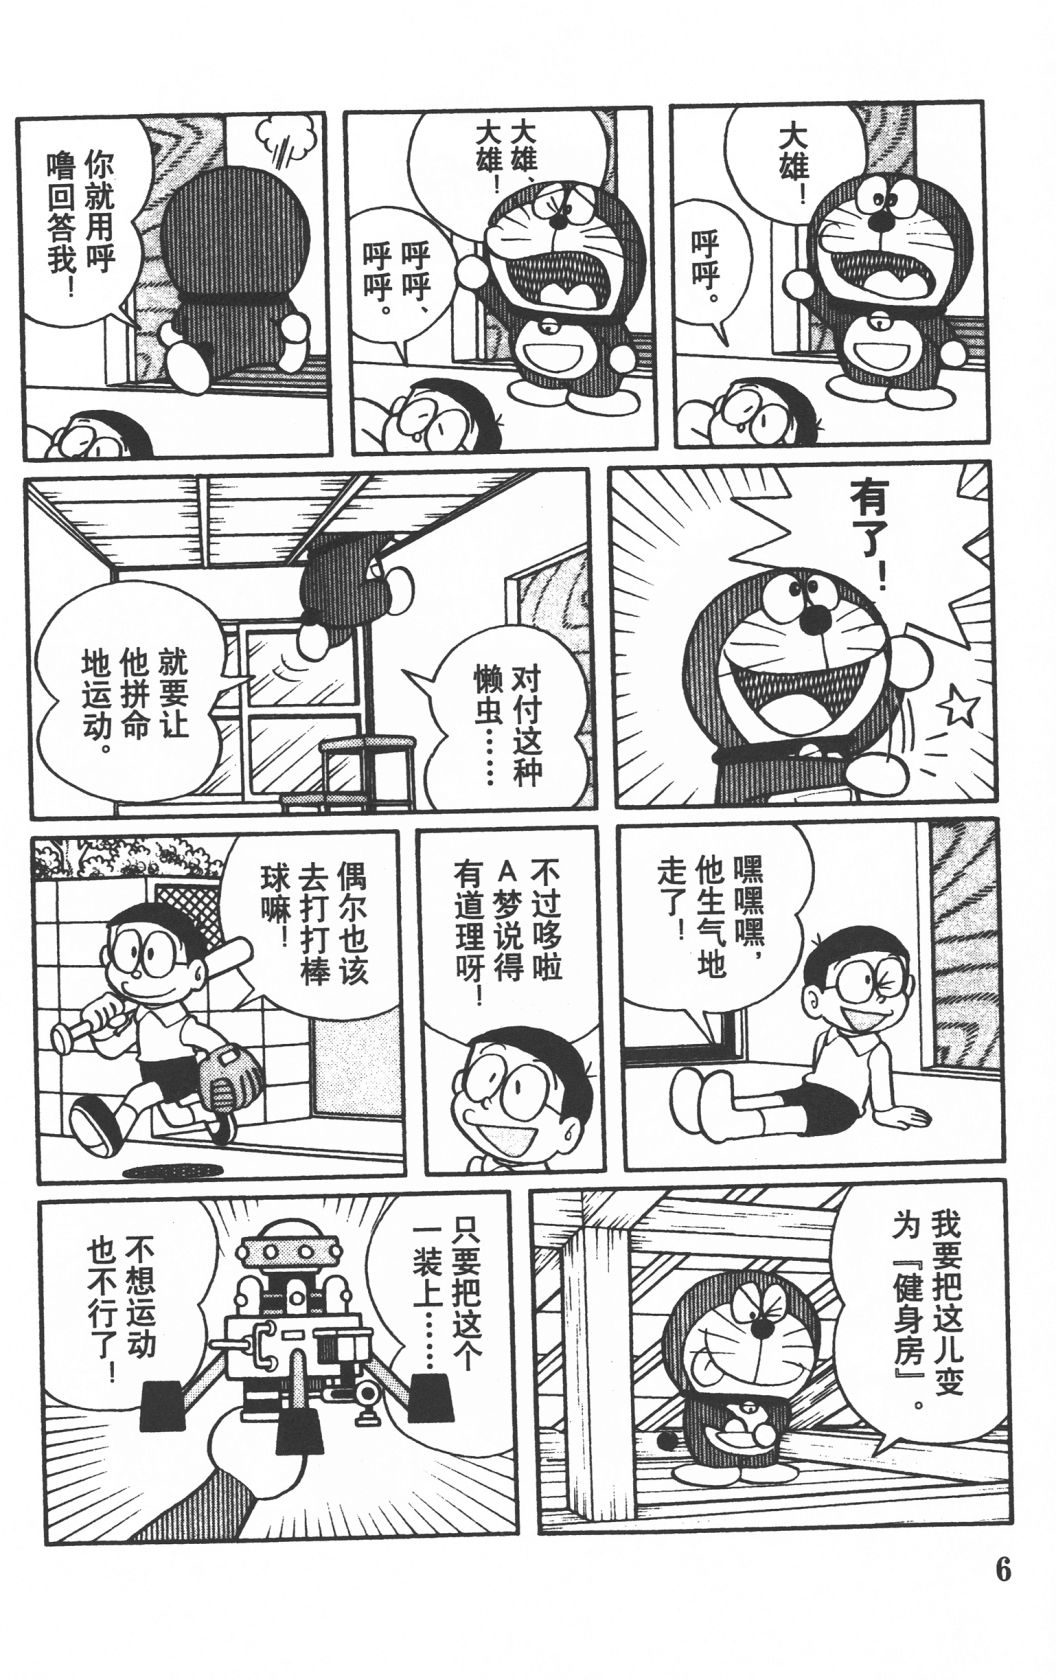 大雄！
呼呼。
大雄、
大雄！
呼呼、
呼呼。
你就用呼
噜回答我！
有了！
对付这种
懒虫……
就要让
他拼命
地运动。
嘿嘿嘿，
他生气地
走了！
不过哆啦
A梦说得
有道理呀！
偶尔也该
去打打棒
球嘛！
我要把这儿变
为『健身房』。
只要把这个
一装上……
不想运动
也不行了！
6